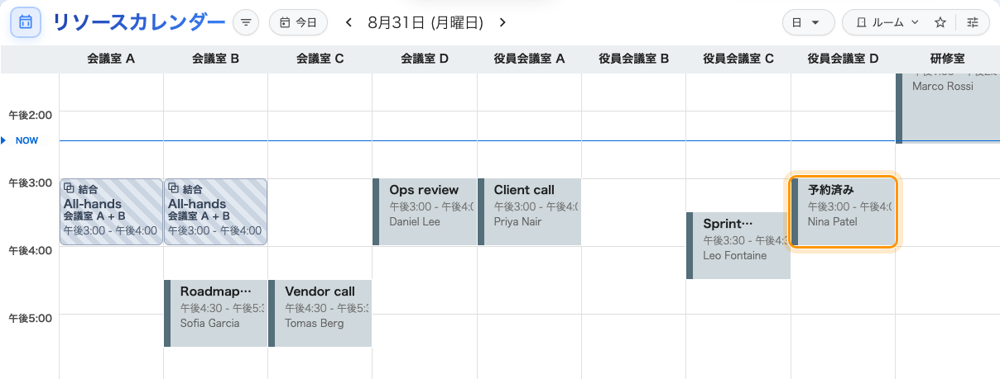 リソースカレンダー
今日
8月31日 (月曜日)
日
ルーム
会議室 A
会議室 B
会議室 C
会議室 D
役員会議室 A
役員会議室 B
役員会議室 C
役員会議室 D
研修室
Marco Rossi
午後2:00
NOW
午後3:00
結合
All-hands
会議室 A + B
午後3:00 - 午後4:00
結合
All-hands
会議室 A + B
午後3:00 - 午後4:00
Ops review
午後3:00 - 午後4:0
Daniel Lee
Client call
午後3:00 - 午後4:0
Priya Nair
Sprint…
午後3:30 - 午後4:3
Leo Fontaine
予約済み
午後3:00 - 午後4:0
Nina Patel
午後4:00
Roadmap…
午後4:30 - 午後5:3
Sofia Garcia
Vendor call
午後4:30 - 午後5:3
Tomas Berg
午後5:00